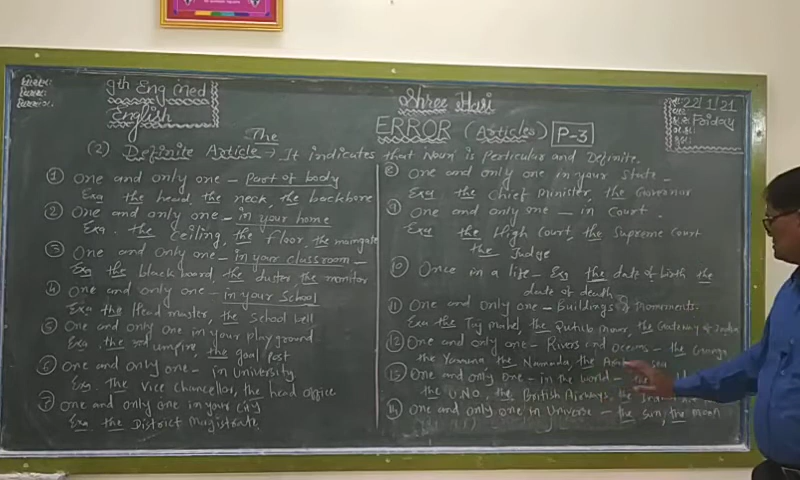 9th Eng Med
English
Shree Hari
ERROR (Articles) P-3
22/1/21
Friday
(2) Definite Article The → It indicates that Noun is Perticular and Definite.
① One and only one - Part of body
Exa the head, the neck, the backbore
② One and only one - in your home
Exa. the ceiling, the floor, the maingate
③ One and only one - in your classroom -
Exa the black board, the duster, the monitor
④ One and only one - in your School
Exa the Head master, the School bell
⑤ One and only one in your play ground
Exa. the umpire, the goal post
⑥ One and only one - in University
Exa. The Vice Chancellor, the head office
⑦ One and only one in your city
Exa the District Magistrate.
⑧ One and only one in your State -
Exa the Chief Minister, the Governor
⑨ One and only one - in Court.
Exa the High Court, the Supreme Court
the Judge
⑩ Once in a life - Exa the date of birth the
date of death
⑪ One and only one - Buildings &
Exa the Taj mahel, the Qutub minar, the Gateway of India
⑫ One and only one - Rivers and oceans - the Ganga
the Yamuna the Narmada, the
⑬ One and only one - in the world - the
the U.N.O, the British Airways, the
⑭ One and only one in Universe - the Sun, the moon